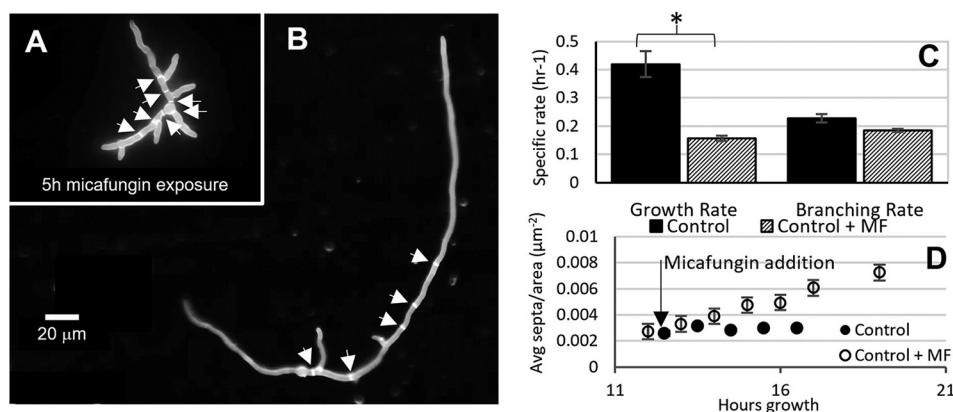 A
5h micafungin exposure
B
20 μm
C
*
Specific rate (hr-1)
0.5
0.4
0.3
0.2
0.1
0
Growth Rate Branching Rate
Control Control + MF
D
Avg septa/area (μm⁻²)
0.01
0.008
0.006
0.004
0.002
0
Micafungin addition
Control
Control + MF
11 16 21
Hours growth